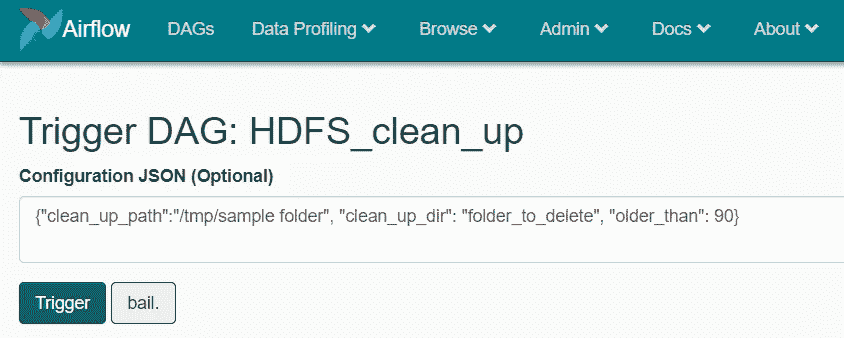 Airflow DAGs Data Profiling Browse Admin Docs About
Trigger DAG: HDFS_clean_up
Configuration JSON (Optional)
{"clean_up_path":"/tmp/sample folder", "clean_up_dir": "folder_to_delete", "older_than": 90}
Trigger bail.